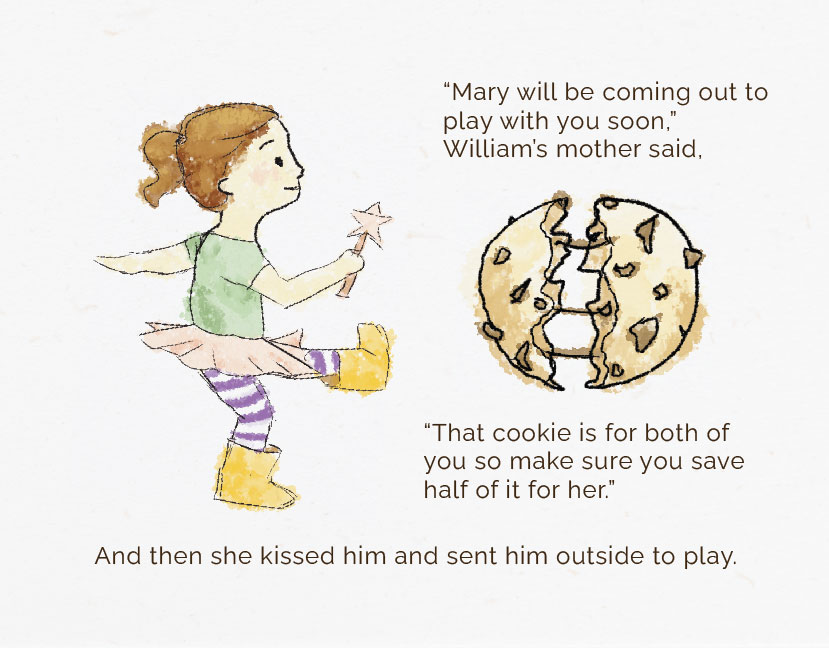 “Mary will be coming out to
play with you soon,”
William’s mother said,
“That cookie is for both of
you so make sure you save
half of it for her.”
And then she kissed him and sent him outside to play.